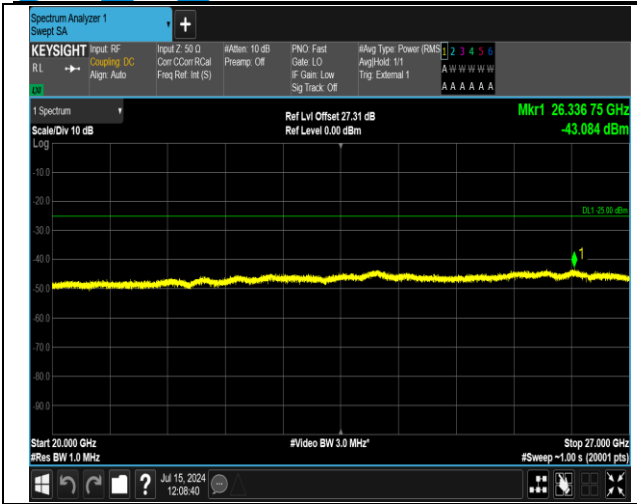 Spectrum Analyzer 1
Swept SA
+
KEYSIGHT
RL
LXI
Input: RF
Coupling: DC
Align: Auto
Input Z: 50 Ω
Corr CCorr RCal
Freq Ref: Int (S)
#Atten: 10 dB
Preamp: Off
PNO: Fast
Gate: LO
IF Gain: Low
Sig Track: Off
#Avg Type: Power (RMS
Avg|Hold: 1/1
Trig: External 1
1 2 3 4 5 6
A W W W W W
A A A A A A
1 Spectrum
Scale/Div 10 dB
Log
Ref Lvl Offset 27.31 dB
Ref Level 0.00 dBm
Mkr1 26.336 75 GHz
-43.084 dBm
-10.0
-20.0
DL1 -25.00 dBm
-30.0
1
-40.0
-50.0
-60.0
-70.0
-80.0
-90.0
Start 20.000 GHz
#Res BW 1.0 MHz
#Video BW 3.0 MHz*
Stop 27.000 GHz
#Sweep ~1.00 s (20001 pts)
?
Jul 15, 2024
12:08:40